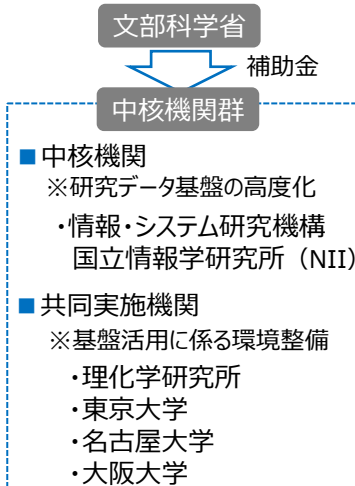 文部科学省
補助金
中核機関群
■中核機関
※研究データ基盤の高度化
・情報・システム研究機構
国立情報学研究所（NII）
■共同実施機関
※基盤活用に係る環境整備
・理化学研究所
・東京大学
・名古屋大学
・大阪大学